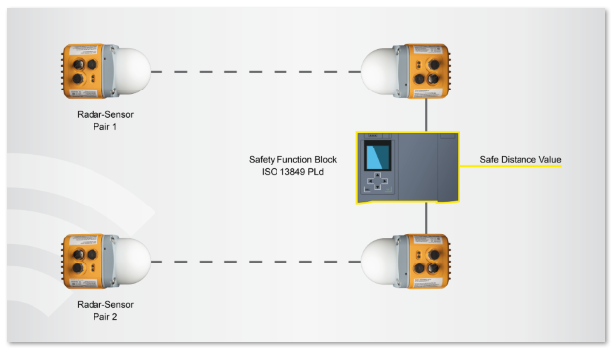 Radar-Sensor
Pair 1
Safety Function Block
ISO 13849 PLd
Safe Distance Value
Radar-Sensor
Pair 2